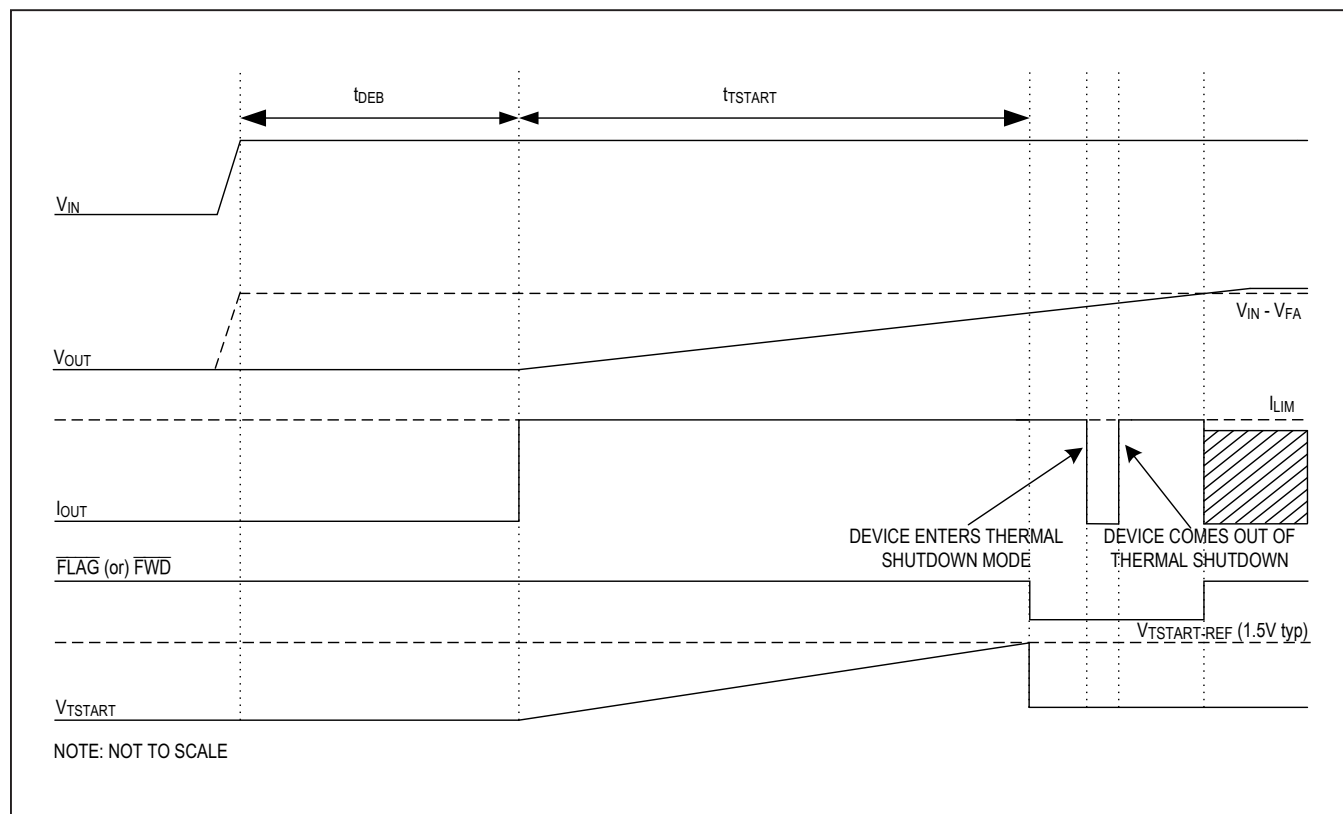 tDEB
tTSTART
VIN
VIN - VFA
VOUT
ILIM
IOUT
DEVICE ENTERS THERMAL
SHUTDOWN MODE
DEVICE COMES OUT OF
THERMAL SHUTDOWN
FLAG (or) FWD
VTSTART-REF (1.5V typ)
VTSTART
NOTE: NOT TO SCALE